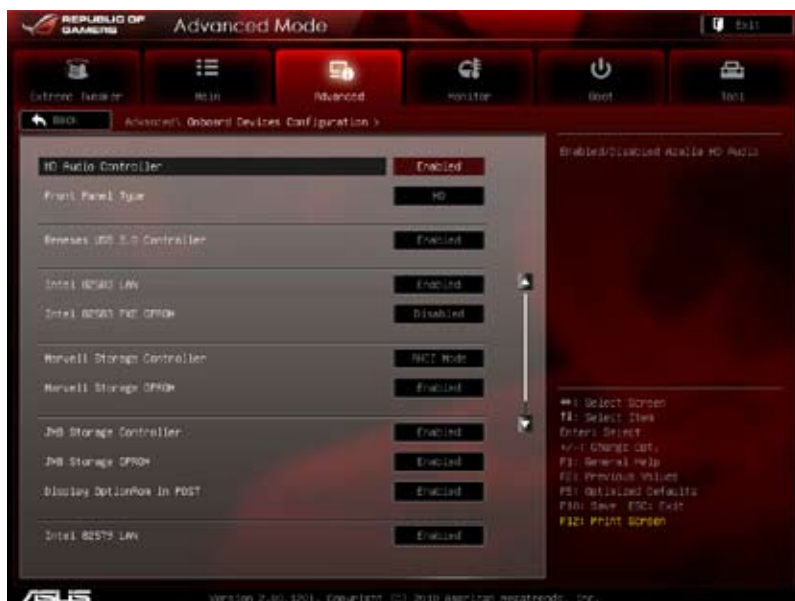 REPUBLIC OF GAMERS
Advanced Mode
Exit
Extreme Tweaker
Main
Advanced
Monitor
Boot
Tool
Back
Advanced\ Onboard Devices Configuration >
Enabled/Disabled Azalia HD Audio
HD Audio Controller Enabled
Front Panel Type HD
Renesas USB 3.0 Controller Enabled
Intel 82583 LAN Enabled
Intel 82583 PXE OPROM Disabled
Marvell Storage Controller AHCI Mode
Marvell Storage OPROM Enabled
JMB Storage Controller Enabled
JMB Storage OPROM Enabled
Display OptionRom in POST Enabled
Intel 82579 LAN Enabled
→←: Select Screen
↑↓: Select Item
Enter: Select
+/-: Change Opt.
F1: General Help
F2: Previous Values
F5: Optimized Defaults
F10: Save ESC: Exit
F12: Print Screen
ASUS
Version 2.00.1201. Copyright (C) 2010 American Megatrends, Inc.